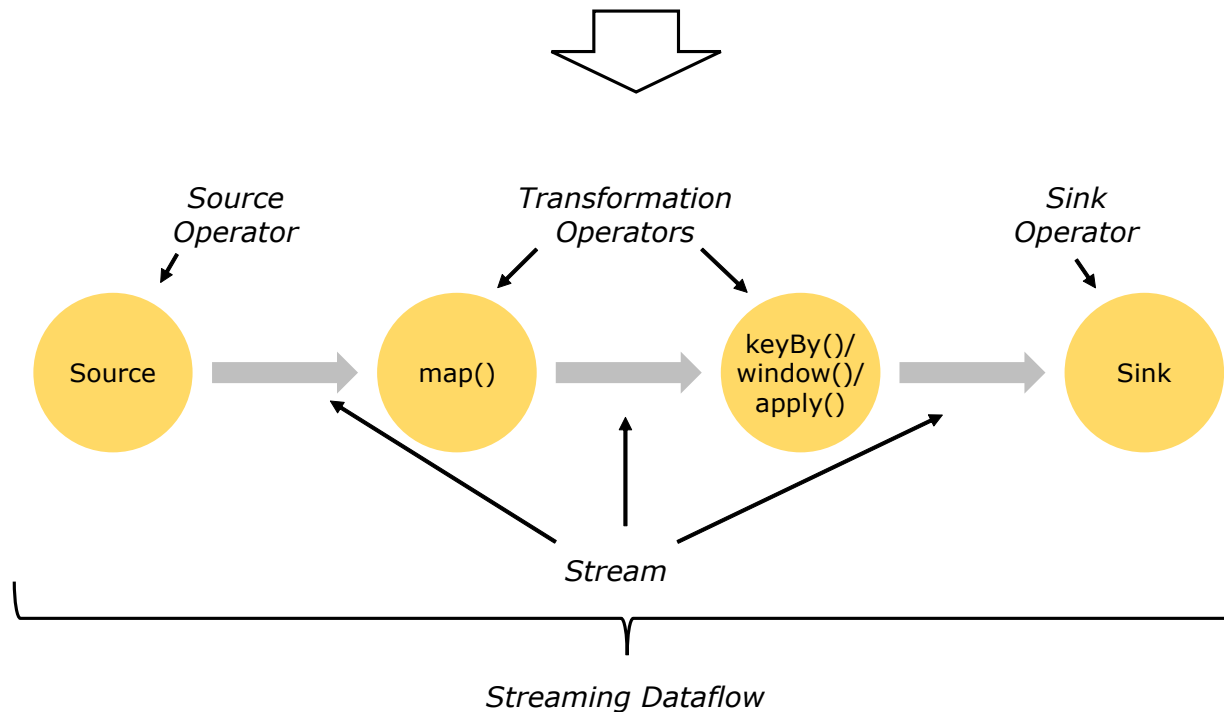 Source
Operator
Transformation
Operators
Sink
Operator
Source
map()
keyBy()/
window()/
apply()
Sink
Stream
Streaming Dataflow